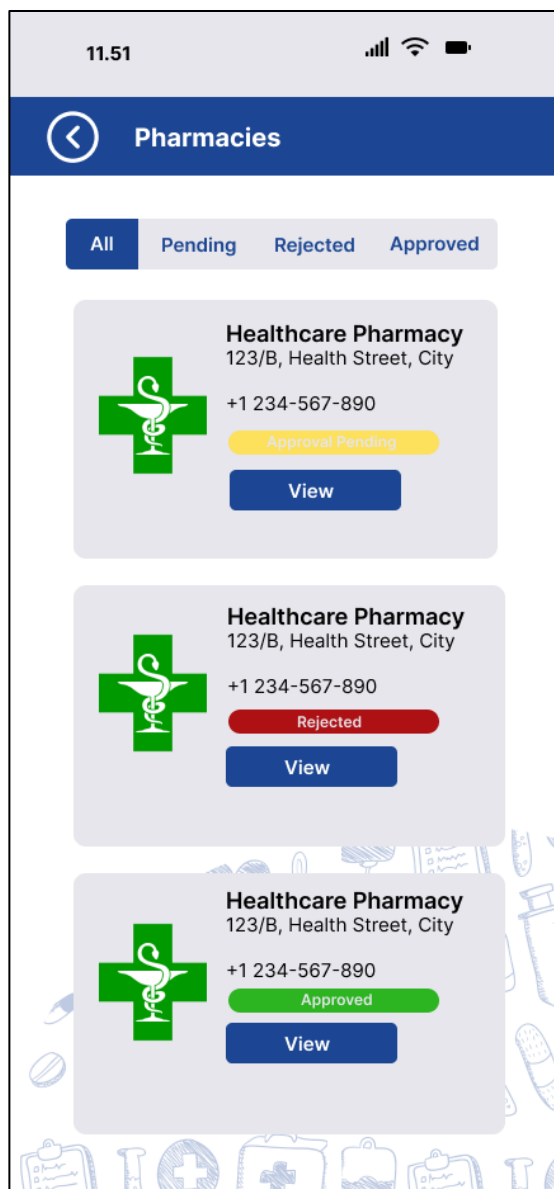 11.51
Pharmacies
All Pending Rejected Approved
Healthcare Pharmacy
123/B, Health Street, City
+1 234-567-890
Approval Pending
View
Healthcare Pharmacy
123/B, Health Street, City
+1 234-567-890
Rejected
View
Healthcare Pharmacy
123/B, Health Street, City
+1 234-567-890
Approved
View